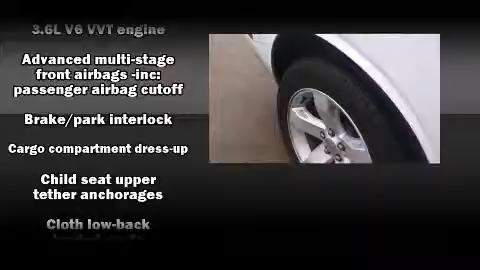 3.6L V6 VVT engine
Advanced multi-stage
front airbags -inc:
passenger airbag cutoff
Brake/park interlock
Cargo compartment dress-up
Child seat upper
tether anchorages
Cloth low-back